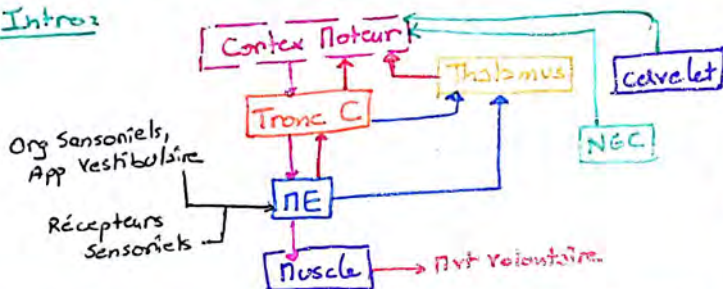 Intro:
Cortex Moteur
Thalamus
cervelet
Tronc C
NGC
Org Sensoriels,
App vestibulaire
ME
Récepteurs
Sensoriels
Muscle
Mvt volontaire.